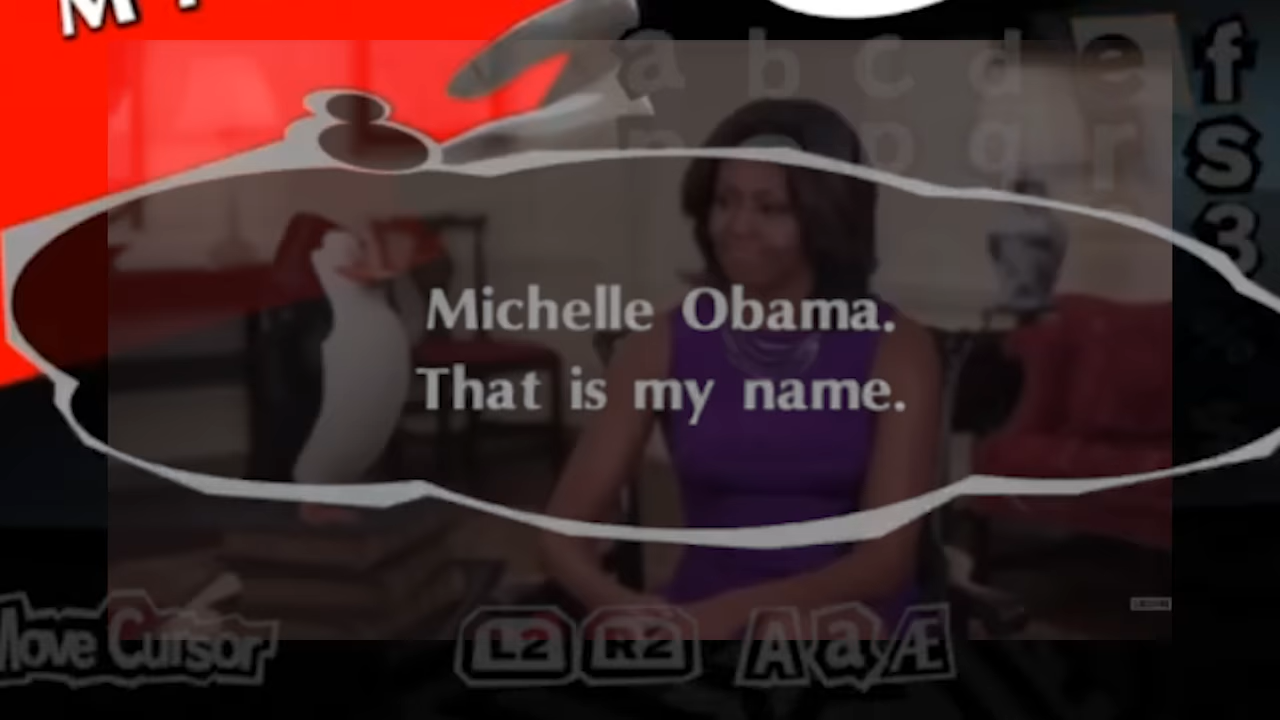 a b c d e f
p q r s
3
Michelle Obama.
That is my name.
Move Cursor L2 R2 A a Æ